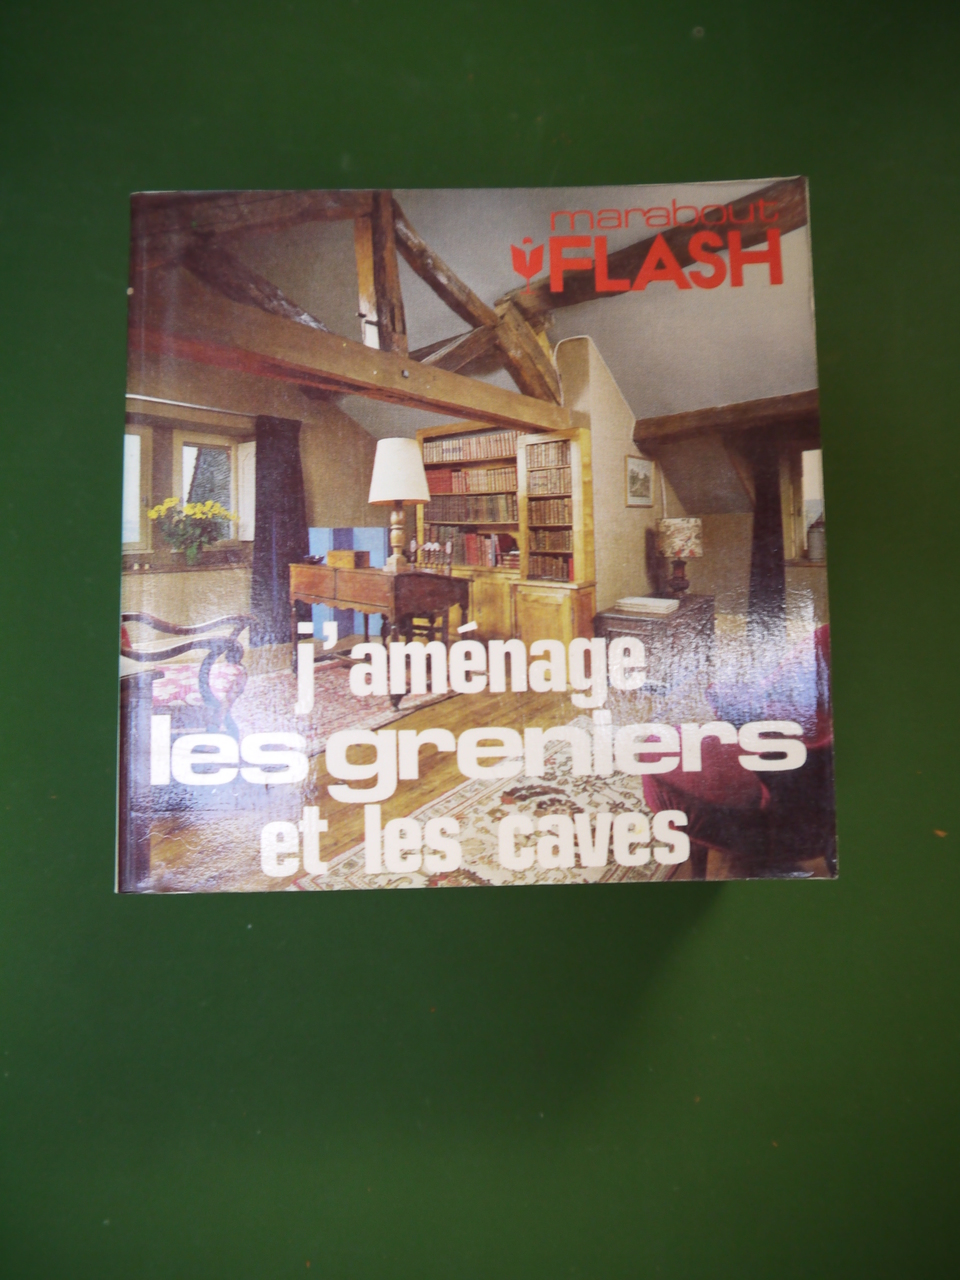 marabout
FLASH
j'aménage
les greniers
et les caves